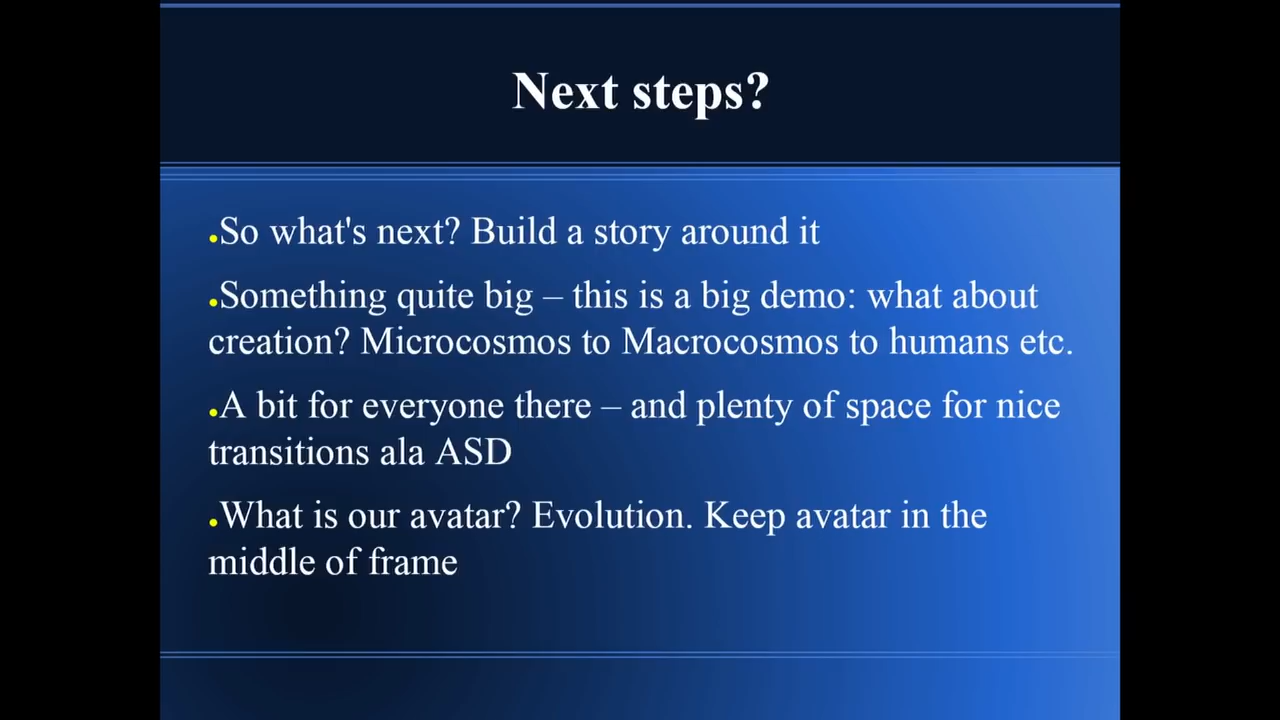 Next steps?
●So what's next? Build a story around it
●Something quite big – this is a big demo: what about
creation? Microcosmos to Macrocosmos to humans etc.
●A bit for everyone there – and plenty of space for nice
transitions ala ASD
●What is our avatar? Evolution. Keep avatar in the
middle of frame